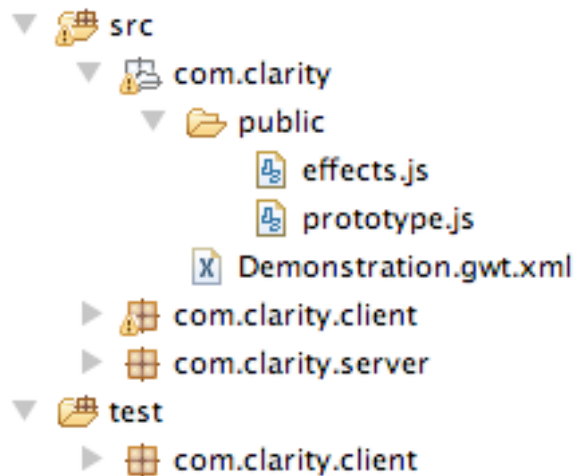 src
com.clarity
public
effects.js
prototype.js
Demonstration.gwt.xml
com.clarity.client
com.clarity.server
test
com.clarity.client